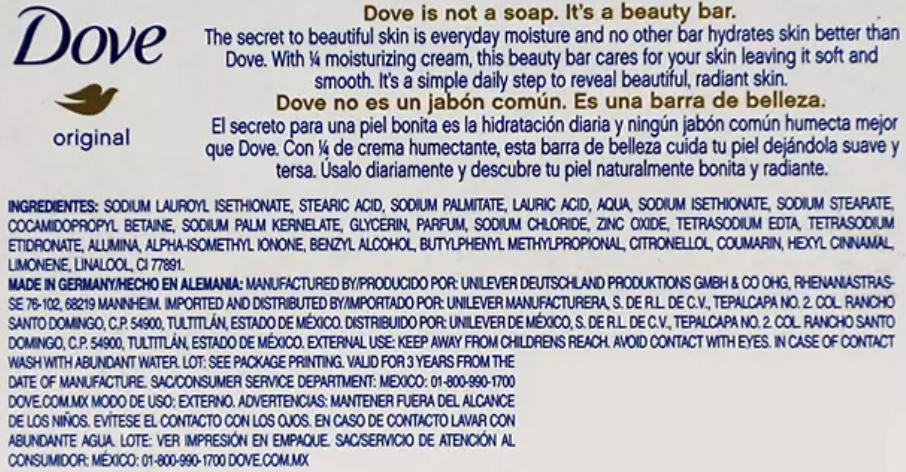 Dove
original
Dove is not a soap. It's a beauty bar.
The secret to beautiful skin is everyday moisture and no other bar hydrates skin better than
Dove. With ¼ moisturizing cream, this beauty bar cares for your skin leaving it soft and
smooth. It's a simple daily step to reveal beautiful, radiant skin.
Dove no es un jabón común. Es una barra de belleza.
El secreto para una piel bonita es la hidratación diaria y ningún jabón común humecta mejor
que Dove. Con ¼ de crema humectante, esta barra de belleza cuida tu piel dejándola suave y
tersa. Úsalo diariamente y descubre tu piel naturalmente bonita y radiante.
INGREDIENTES: SODIUM LAUROYL ISETHIONATE, STEARIC ACID, SODIUM PALMITATE, LAURIC ACID, AQUA, SODIUM ISETHIONATE, SODIUM STEARATE,
COCAMIDOPROPYL BETAINE, SODIUM PALM KERNELATE, GLYCERIN, PARFUM, SODIUM CHLORIDE, ZINC OXIDE, TETRASODIUM EDTA, TETRASODIUM
ETIDRONATE, ALUMINA, ALPHA-ISOMETHYL IONONE, BENZYL ALCOHOL, BUTYLPHENYL METHYLPROPIONAL, CITRONELLOL, COUMARIN, HEXYL CINNAMAL,
LIMONENE, LINALOOL, CI 77891.
MADE IN GERMANY/HECHO EN ALEMANIA: MANUFACTURED BY/PRODUCIDO POR: UNILEVER DEUTSCHLAND PRODUKTIONS GMBH & CO OHG, RHENANIASTRAS-
SE 76-102, 68219 MANNHEIM. IMPORTED AND DISTRIBUTED BY/IMPORTADO POR: UNILEVER MANUFACTURERA, S. DE R.L. DE C.V., TEPALCAPA NO. 2. COL. RANCHO
SANTO DOMINGO, C.P. 54900, TULTITLÁN, ESTADO DE MÉXICO. DISTRIBUIDO POR: UNILEVER DE MÉXICO, S. DE R.L. DE C.V., TEPALCAPA NO. 2. COL. RANCHO SANTO
DOMINGO, C.P. 54900, TULTITLÁN, ESTADO DE MÉXICO. EXTERNAL USE: KEEP AWAY FROM CHILDRENS REACH. AVOID CONTACT WITH EYES. IN CASE OF CONTACT
WASH WITH ABUNDANT WATER. LOT: SEE PACKAGE PRINTING. VALID FOR 3 YEARS FROM THE
DATE OF MANUFACTURE. SAC/CONSUMER SERVICE DEPARTMENT: MEXICO: 01-800-990-1700
DOVE.COM.MX MODO DE USO: EXTERNO. ADVERTENCIAS: MANTENER FUERA DEL ALCANCE
DE LOS NIÑOS. EVÍTESE EL CONTACTO CON LOS OJOS. EN CASO DE CONTACTO LAVAR CON
ABUNDANTE AGUA. LOTE: VER IMPRESIÓN EN EMPAQUE. SAC/SERVICIO DE ATENCIÓN AL
CONSUMIDOR: MÉXICO: 01-800-990-1700 DOVE.COM.MX